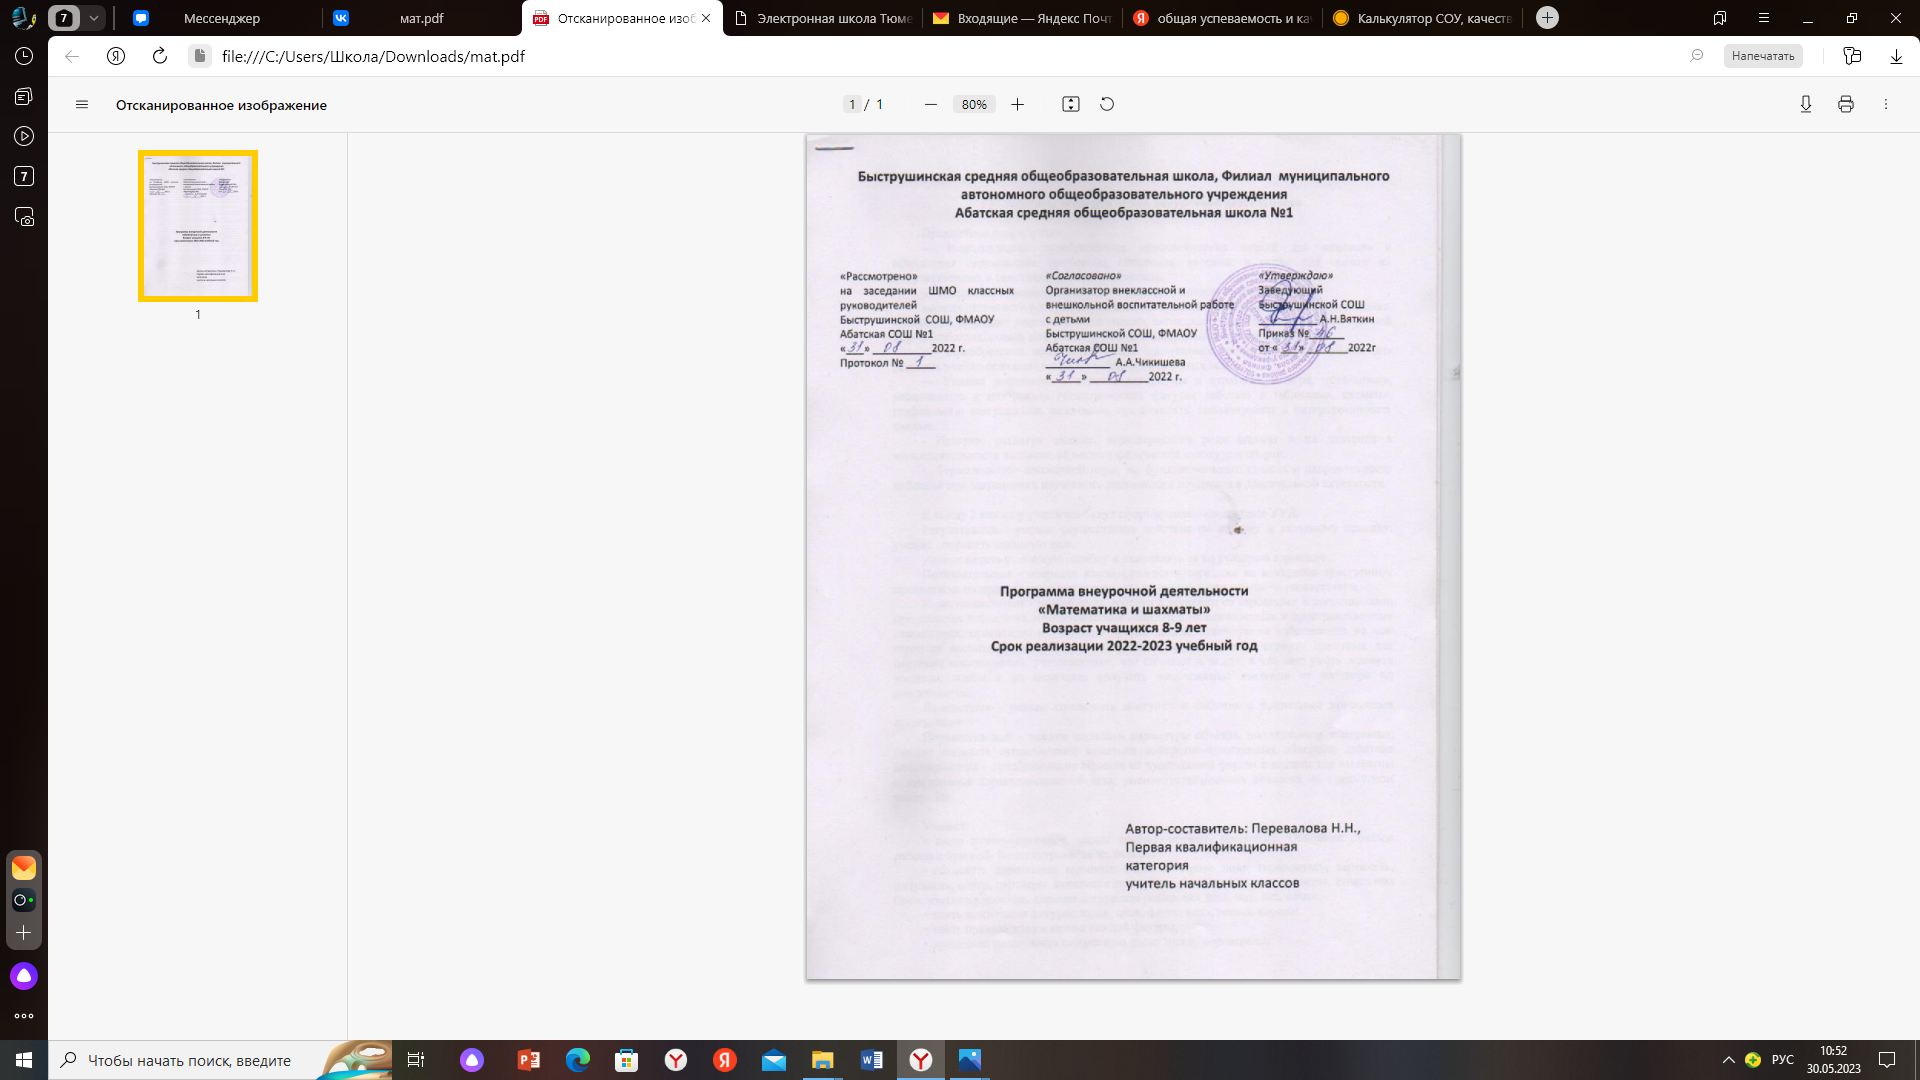 7
Мессенджер
мат.pdf
Отсканированное изоб
Электронная школа Тюме
Входящие — Яндекс Почт
общая успеваемость и ка
Калькулятор СОУ, качеств
file:///C:/Users/Школа/Downloads/mat.pdf
Напечатать
7
Отсканированное изображение
1 / 1
80%
1
Быструшинская средняя общеобразовательная школа, Филиал муниципального
автономного общеобразовательного учреждения
Абатская средняя общеобразовательная школа №1
«Рассмотрено»
на заседании ШМО классных
руководителей
Быструшинской СОШ, ФМАОУ
Абатская СОШ №1
«31» 08 2022 г.
Протокол № 1
«Согласовано»
Организатор внеклассной и
внешкольной воспитательной работе
с детьми
Быструшинской СОШ, ФМАОУ
Абатская СОШ №1
А.А.Чикишева
«31» 08 2022 г.
«Утверждаю»
Заведующий
Быструшинской СОШ
А.Н.Вяткин
Приказ №
от «31» 08 2022г
Программа внеурочной деятельности
«Математика и шахматы»
Возраст учащихся 8-9 лет
Срок реализации 2022-2023 учебный год
Автор-составитель: Перевалова Н.Н.,
Первая квалификационная
категория
учитель начальных классов
Чтобы начать поиск, введите
РУС
10:52
30.05.2023